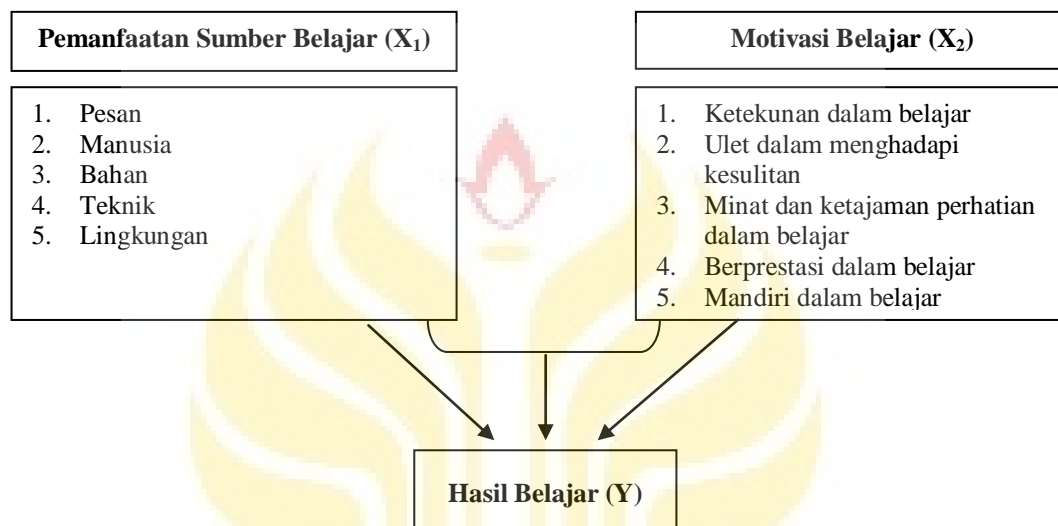 Pemanfaatan Sumber Belajar (X₁)
1. Pesan
2. Manusia
3. Bahan
4. Teknik
5. Lingkungan
Motivasi Belajar (X₂)
1. Ketekunan dalam belajar
2. Ulet dalam menghadapi
kesulitan
3. Minat dan ketajaman perhatian
dalam belajar
4. Berprestasi dalam belajar
5. Mandiri dalam belajar
Hasil Belajar (Y)